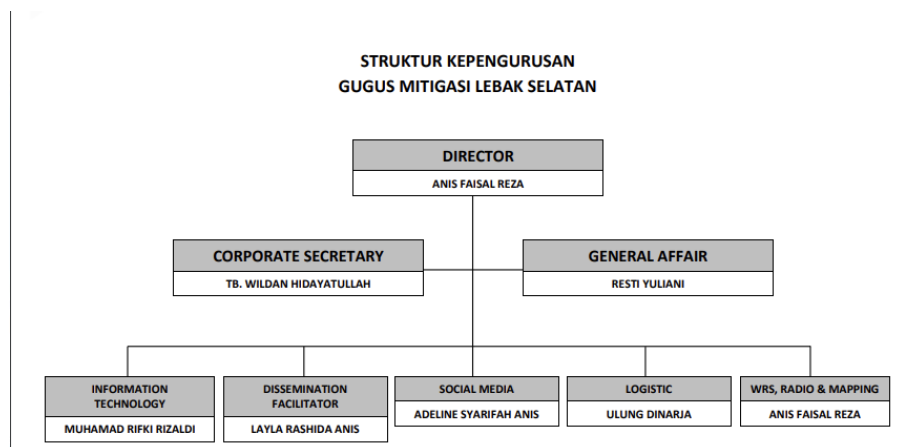 STRUKTUR KEPENGURUSAN
GUGUS MITIGASI LEBAK SELATAN
DIRECTOR
ANIS FAISAL REZA
CORPORATE SECRETARY
TB. WILDAN HIDAYATULLAH
GENERAL AFFAIR
RESTI YULIANI
INFORMATION
TECHNOLOGY
MUHAMAD RIFKI RIZALDI
DISSEMINATION
FACILITATOR
LAYLA RASHIDA ANIS
SOCIAL MEDIA
ADELINE SYARIFAH ANIS
LOGISTIC
ULUNG DINARJA
WRS, RADIO & MAPPING
ANIS FAISAL REZA